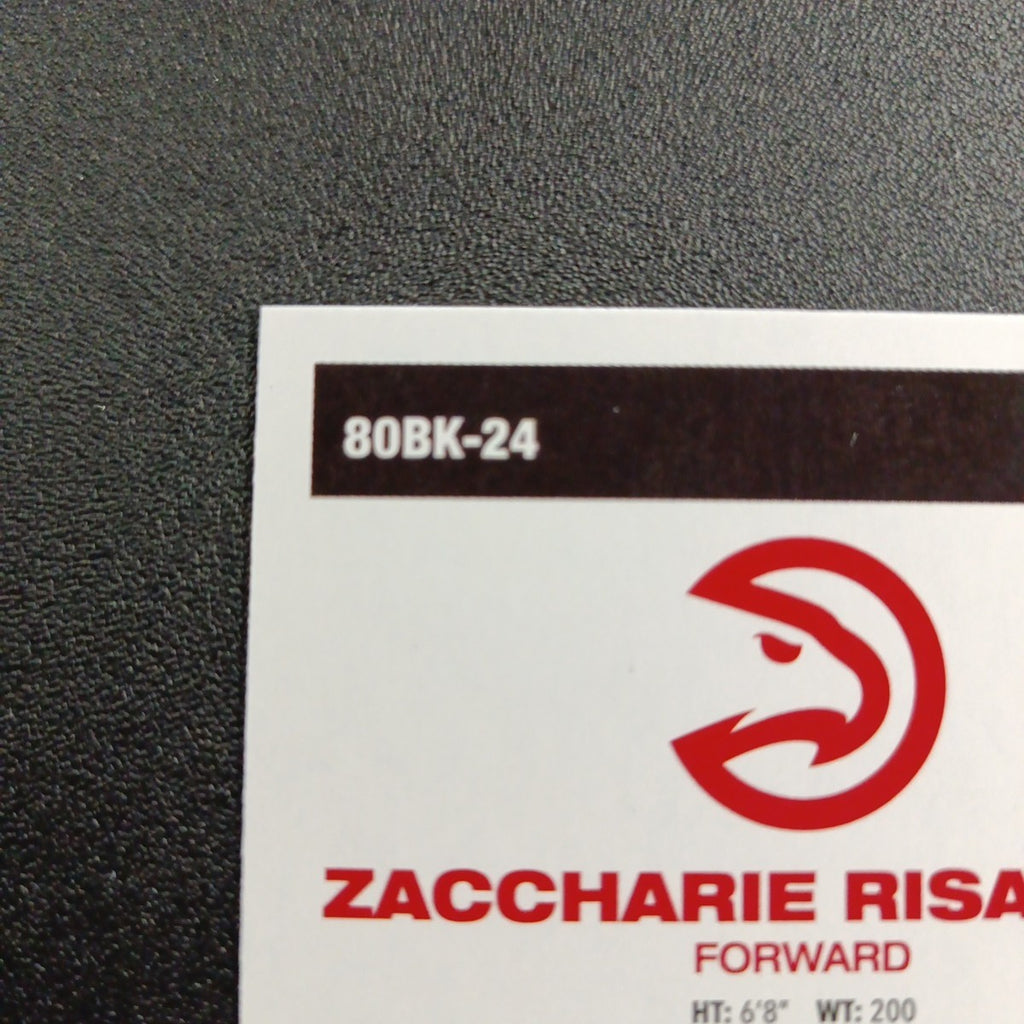 80BK-24
ZACCHARIE RISA
FORWARD
HT: 6'8" WT: 200